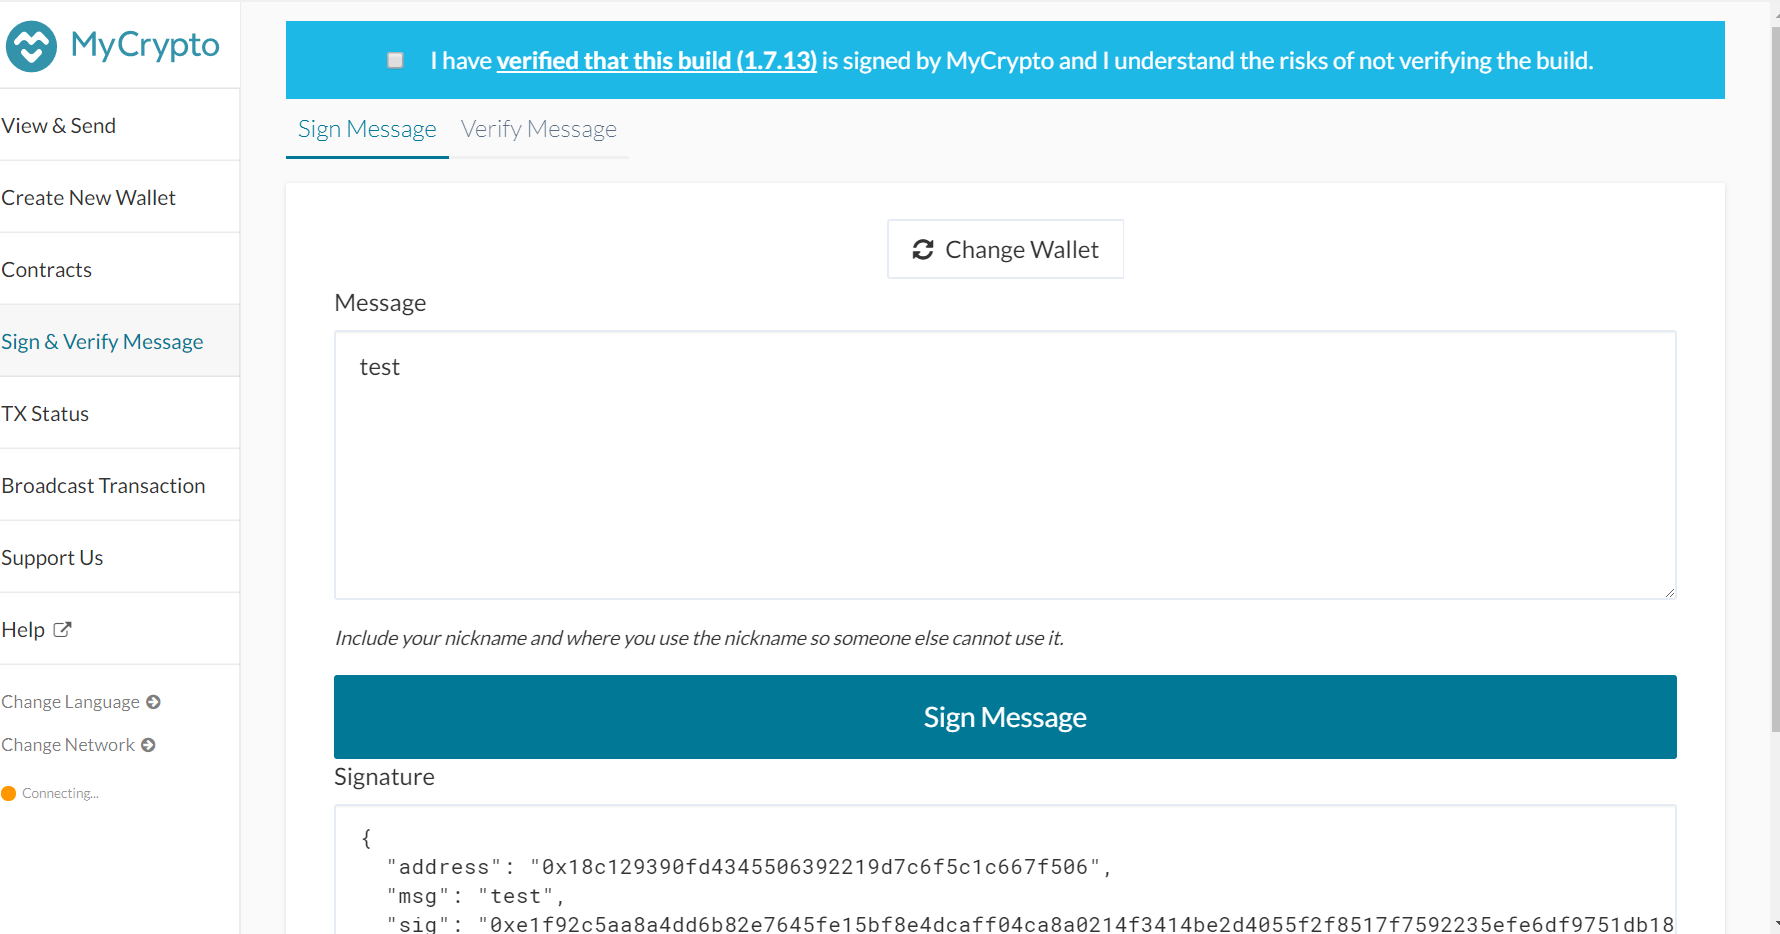 MyCrypto
View & Send
Create New Wallet
Contracts
Sign & Verify Message
TX Status
Broadcast Transaction
Support Us
Help
Change Language
Change Network
Connecting...
I have verified that this build (1.7.13) is signed by MyCrypto and I understand the risks of not verifying the build.
Sign Message Verify Message
Change Wallet
Message
test
Include your nickname and where you use the nickname so someone else cannot use it.
Sign Message
Signature
{
"address": "0x18c129390fd4345506392219d7c6f5c1c667f506",
"msg": "test",
"sig": "0xe1f92c5aa8a4dd6b82e7645fe15bf8e4dcaff04ca8a0214f3414be2d4055f2f8517f7592235efe6df9751db18